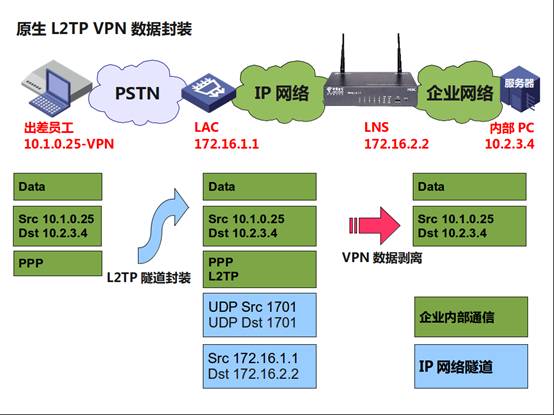 原生 L2TP VPN 数据封装
PSTN
IP 网络
企业网络
服务器
出差员工
10.1.0.25-VPN
LAC
172.16.1.1
LNS
172.16.2.2
内部 PC
10.2.3.4
Data
Src 10.1.0.25
Dst 10.2.3.4
PPP
L2TP 隧道封装
Data
Src 10.1.0.25
Dst 10.2.3.4
PPP
L2TP
UDP Src 1701
UDP Dst 1701
Src 172.16.1.1
Dst 172.16.2.2
VPN 数据剥离
Data
Src 10.1.0.25
Dst 10.2.3.4
企业内部通信
IP 网络隧道